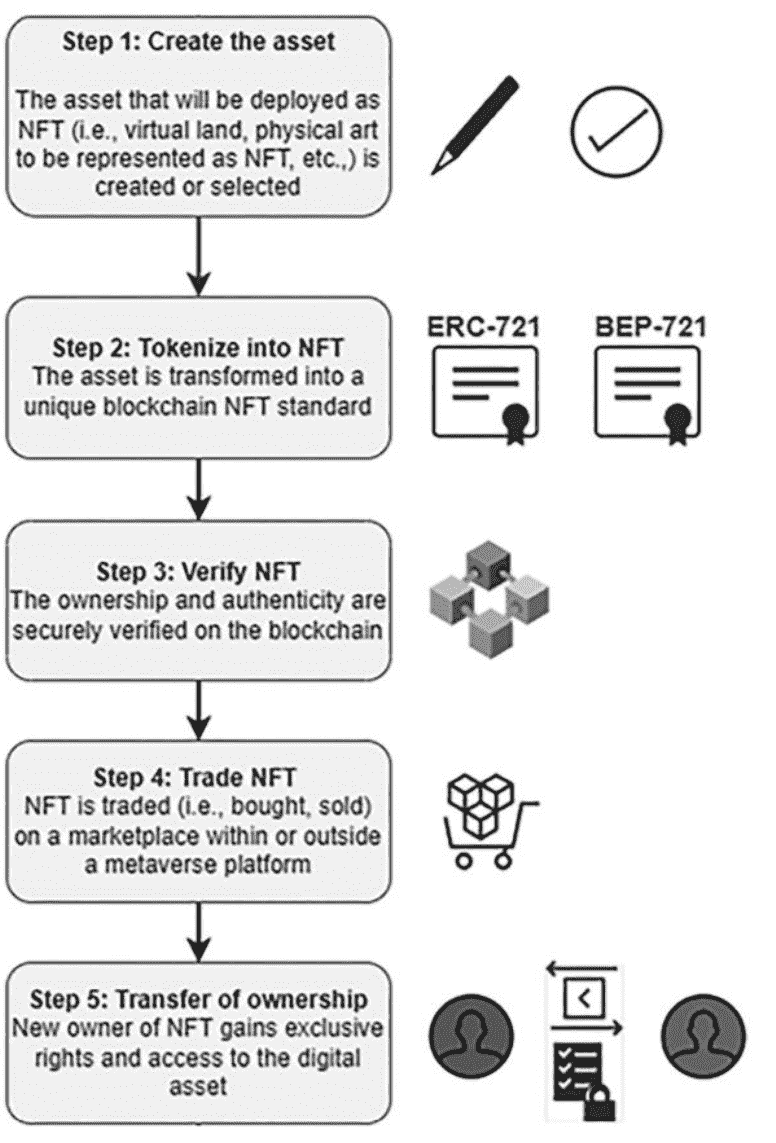 Step 1: Create the asset
The asset that will be deployed as
NFT (i.e., virtual land, physical art
to be represented as NFT, etc.,) is
created or selected
ERC-721 BEP-721
Step 2: Tokenize into NFT
The asset is transformed into a
unique blockchain NFT standard
Step 3: Verify NFT
The ownership and authenticity are
securely verified on the blockchain
Step 4: Trade NFT
NFT is traded (i.e., bought, sold)
on a marketplace within or outside
a metaverse platform
Step 5: Transfer of ownership
New owner of NFT gains exclusive
rights and access to the digital
asset